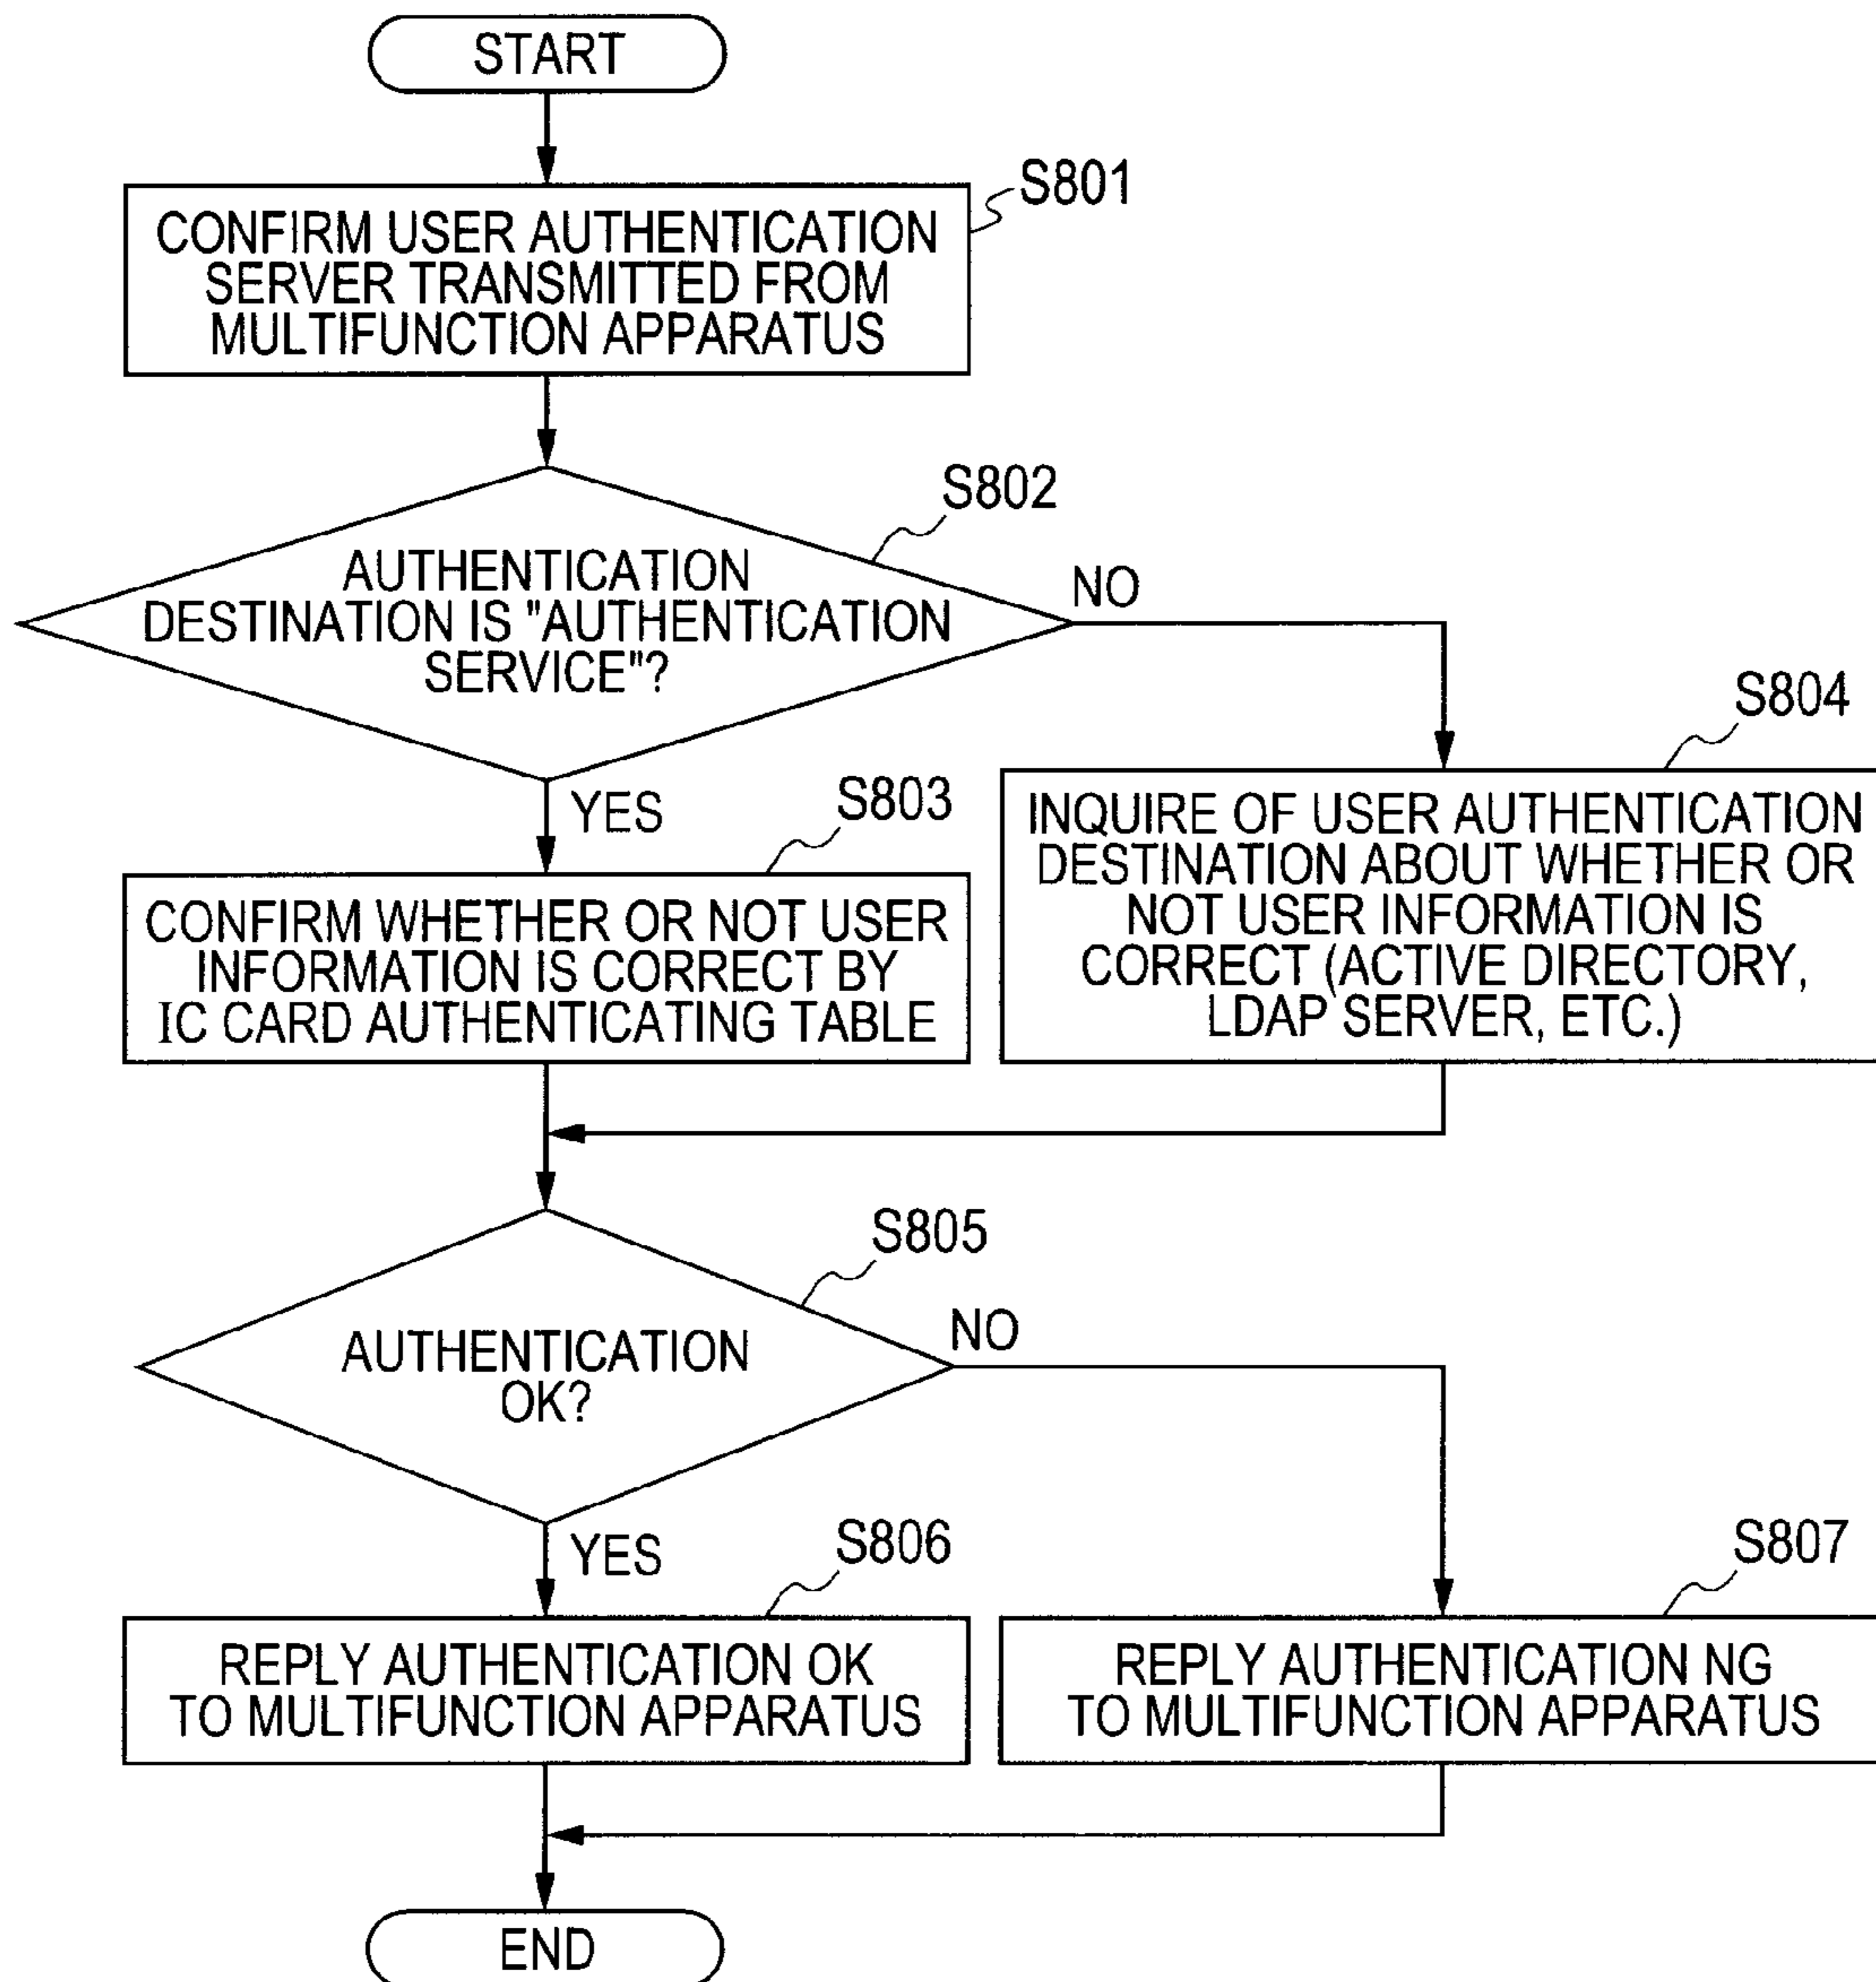 START
S801
CONFIRM USER AUTHENTICATION
SERVER TRANSMITTED FROM
MULTIFUNCTION APPARATUS
S802
AUTHENTICATION
DESTINATION IS "AUTHENTICATION
SERVICE"?
NO
YES
S803
CONFIRM WHETHER OR NOT USER
INFORMATION IS CORRECT BY
IC CARD AUTHENTICATING TABLE
S804
INQUIRE OF USER AUTHENTICATION
DESTINATION ABOUT WHETHER OR
NOT USER INFORMATION IS
CORRECT (ACTIVE DIRECTORY,
LDAP SERVER, ETC.)
S805
AUTHENTICATION
OK?
NO
YES
S806
REPLY AUTHENTICATION OK
TO MULTIFUNCTION APPARATUS
S807
REPLY AUTHENTICATION NG
TO MULTIFUNCTION APPARATUS
END